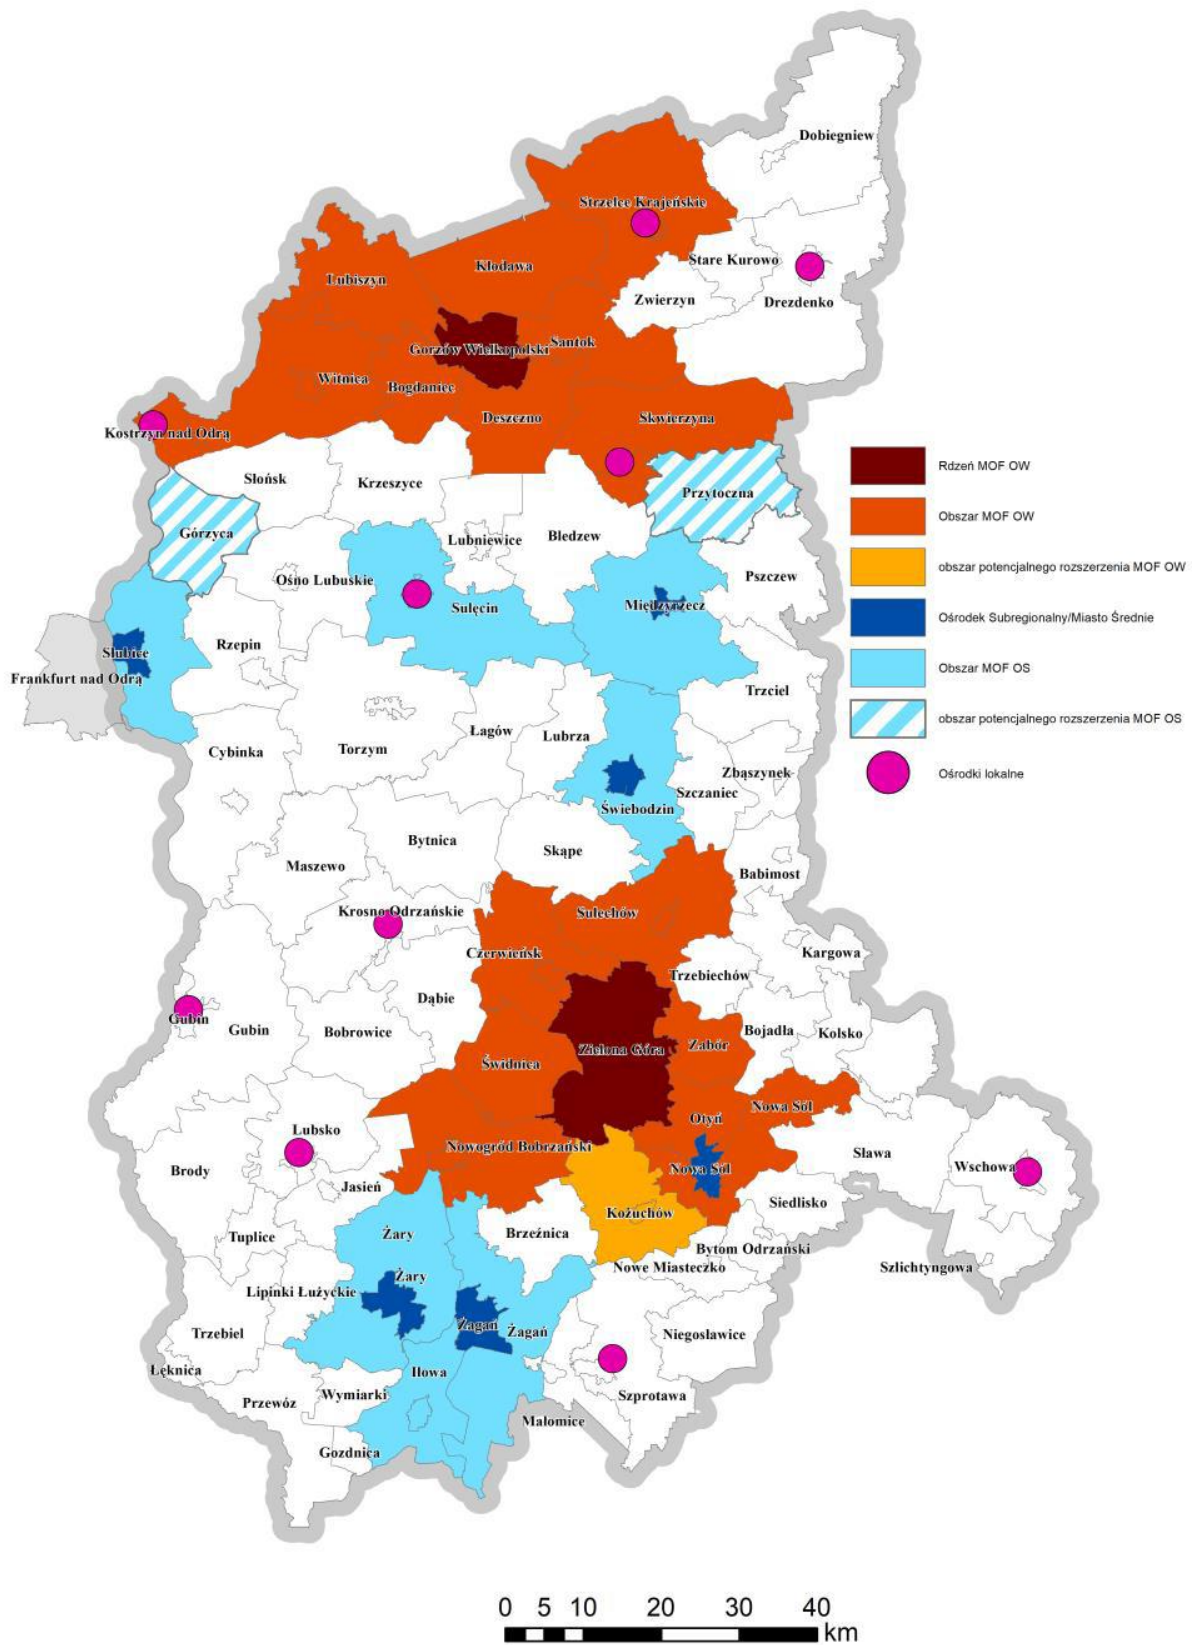 Dobiegniew
Strzelce Krajeńskie
Stare Kurowo
Kłodawa
Lubiszyn
Zwierzyn
Drezdenko
Santok
Gorzów Wielkopolski
Witnica
Bogdaniec
Deszczno
Skwierzyna
Kostrzyn nad Odrą
Słońsk
Krzeszyce
Przytoczna
Górzyca
Lubniewice
Bledzew
Ośno Lubuskie
Pszczew
Sulęcin
Międzyrzecz
Rzepin
Słubice
Frankfurt nad Odrą
Trzciel
Łagów
Lubrza
Cybinka
Torzym
Zbąszynek
Szczaniec
Świebodzin
Bytnica
Skąpe
Maszewo
Babimost
Krosno Odrzańskie
Sulechów
Czerwieńsk
Kargowa
Trzebiechów
Dąbie
Gubin
Gubin
Bobrowice
Bojadła
Kolsko
Zabór
Zielona Góra
Świdnica
Nowa Sól
Otyń
Lubsko
Nowogród Bobrzański
Sława
Wschowa
Brody
Nowa Sól
Jasień
Siedlisko
Kożuchów
Tuplice
Żary
Brzeźnica
Bytom Odrzański
Nowe Miasteczko
Szlichtyngowa
Żary
Lipinki Łużyckie
Żagań
Żagań
Trzebiel
Niegosławice
Łęknica
Iłowa
Przewóz
Wymiarki
Szprotawa
Małomice
Gozdnica
Rdzeń MOF OW
Obszar MOF OW
obszar potencjalnego rozszerzenia MOF OW
Ośrodek Subregionalny/Miasto Średnie
Obszar MOF OS
obszar potencjalnego rozszerzenia MOF OS
Ośrodki lokalne
0 5 10 20 30 40
km